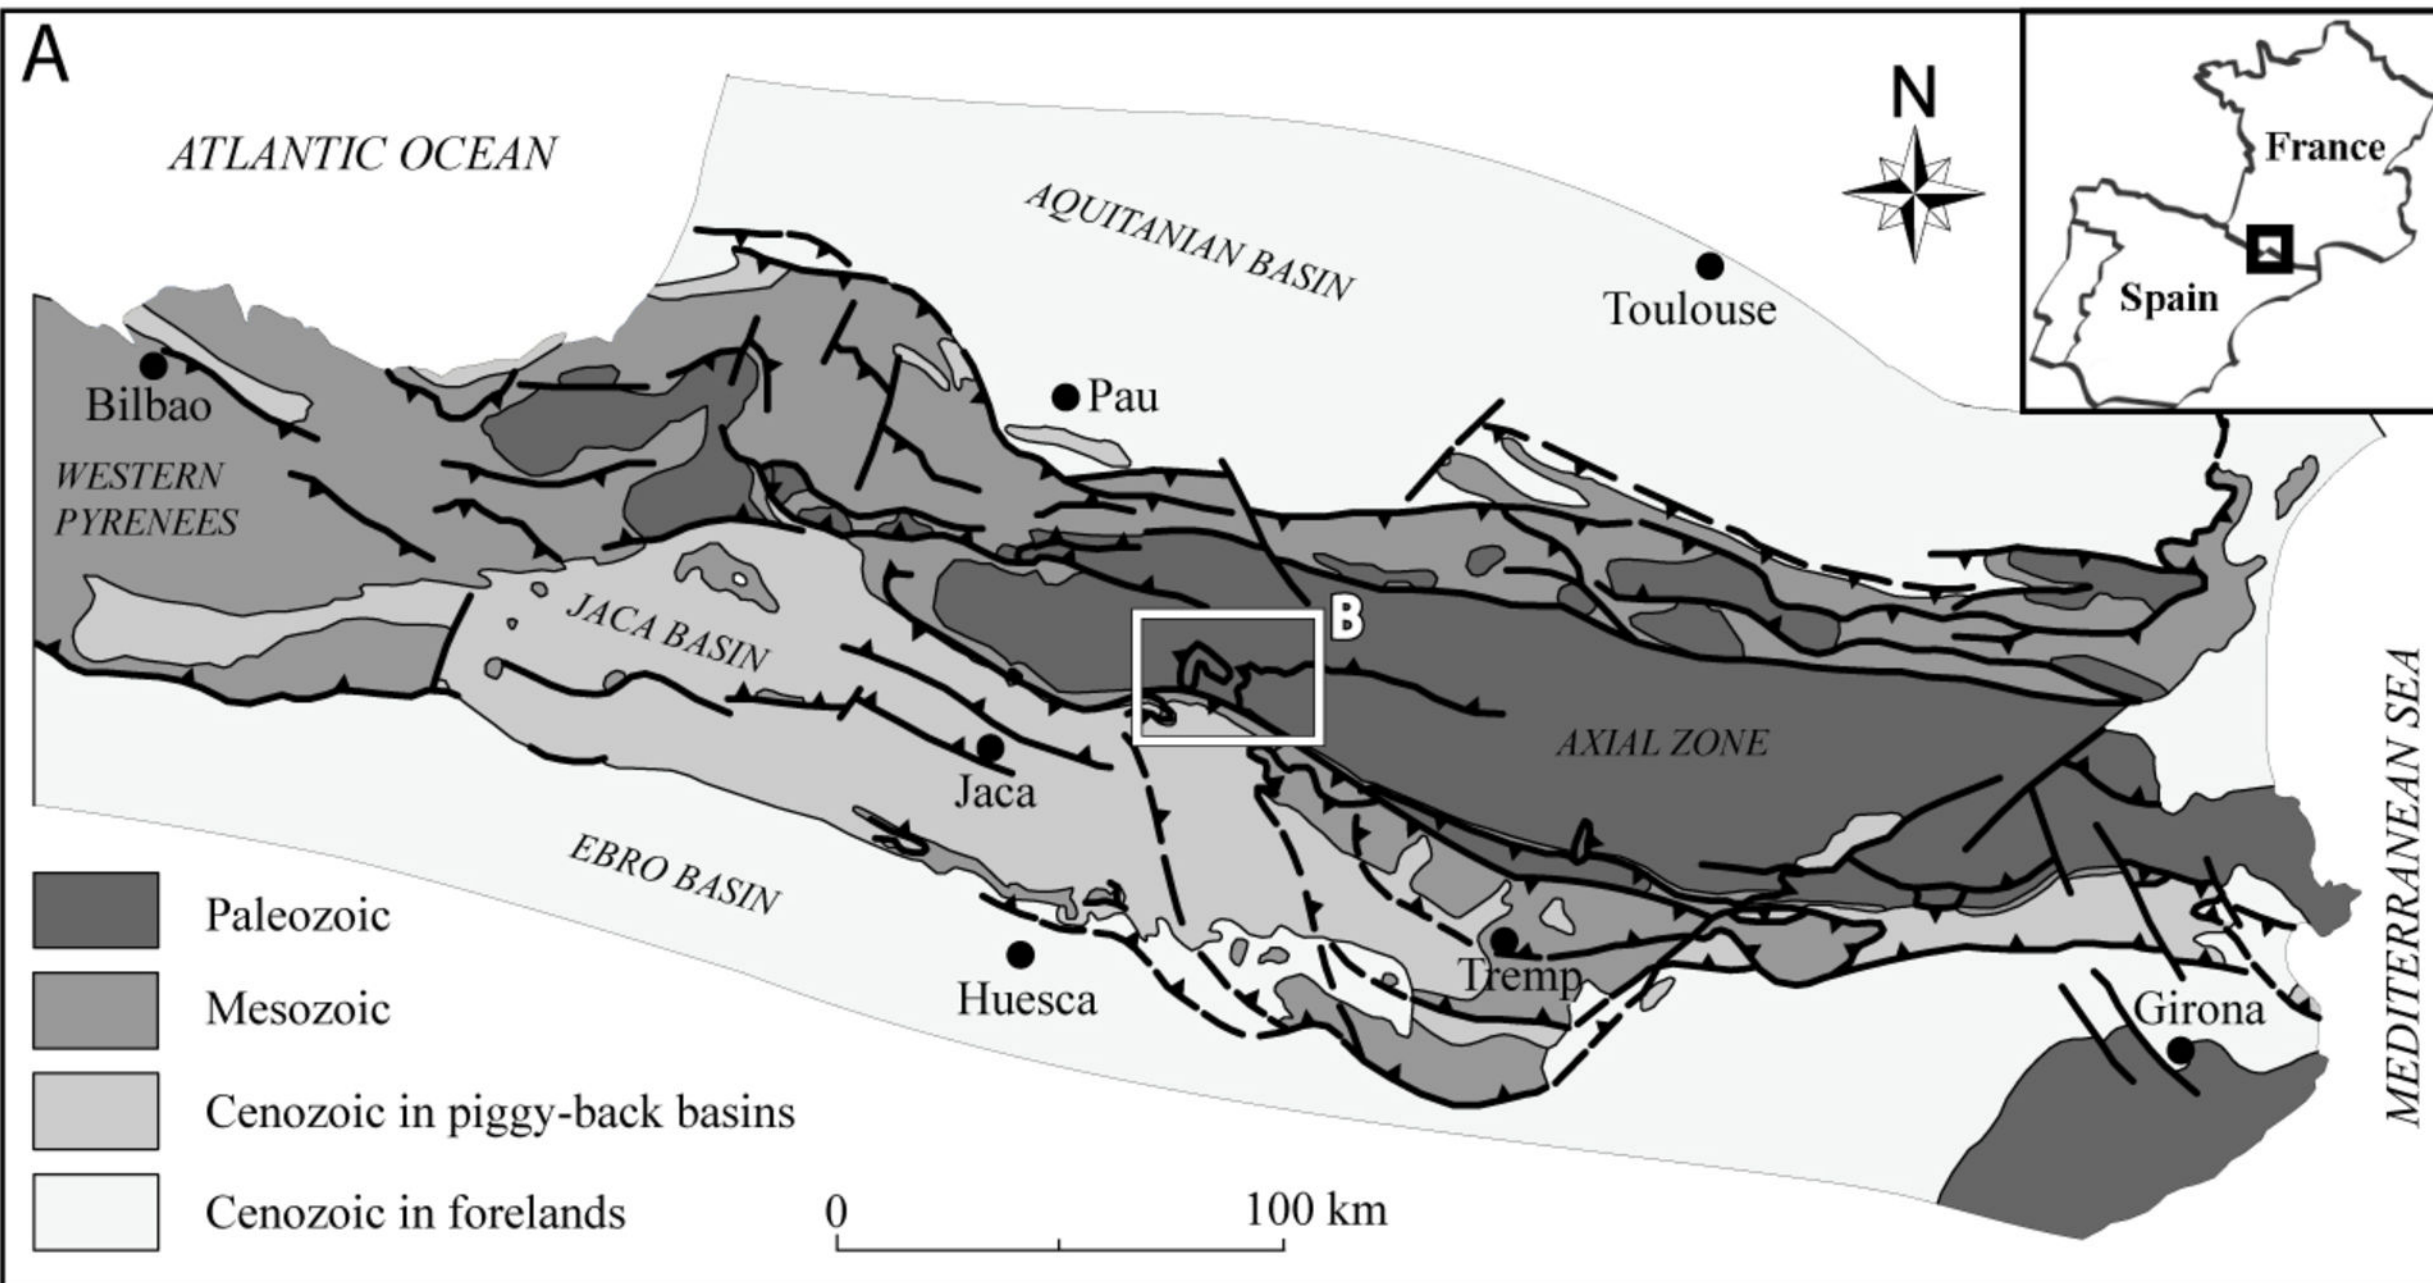 A
ATLANTIC OCEAN
N
France
Spain
AQUITANIAN BASIN
Toulouse
Pau
Bilbao
WESTERN
PYRENEES
JACA BASIN
B
AXIAL ZONE
Jaca
MEDITERRANEAN SEA
EBRO BASIN
Huesca
Tremp
Girona
Paleozoic
Mesozoic
Cenozoic in piggy-back basins
Cenozoic in forelands
0
100 km